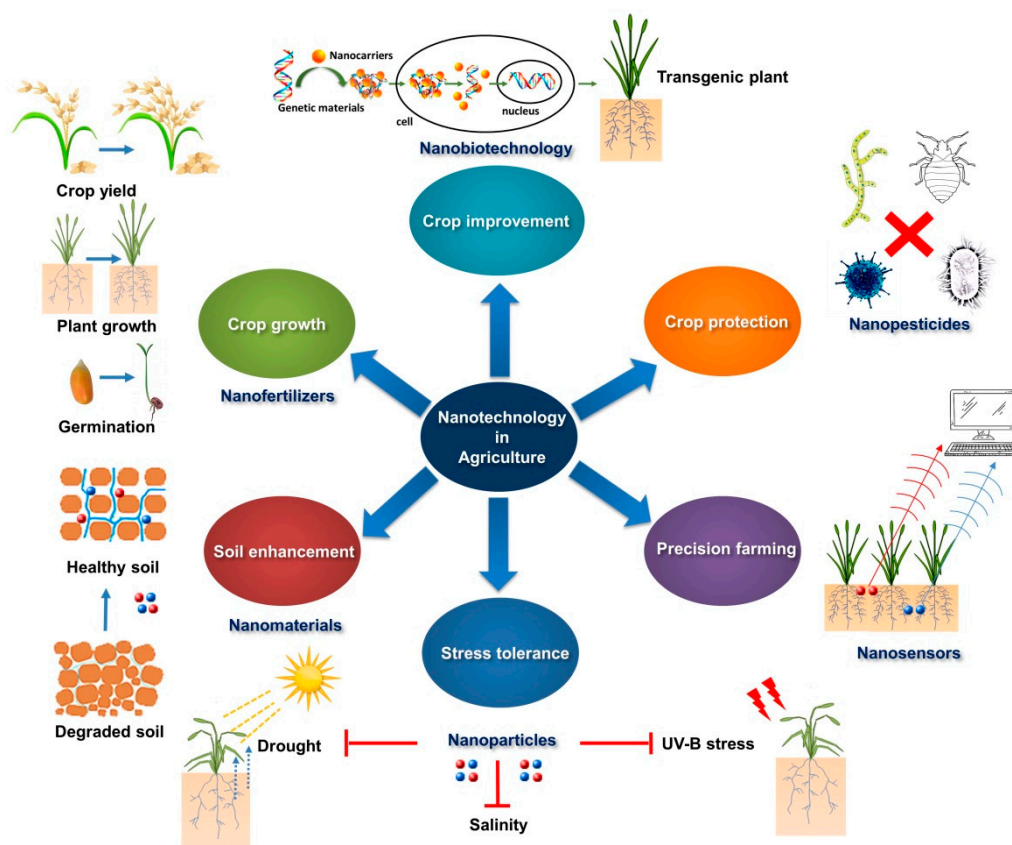 Nanocarriers
Genetic materials
cell
nucleus
Transgenic plant
Nanobiotechnology
Crop improvement
Crop yield
Plant growth
Germination
Crop growth
Nanofertilizers
Crop protection
Nanopesticides
Nanotechnology
in
Agriculture
Healthy soil
Degraded soil
Soil enhancement
Nanomaterials
Precision farming
Nanosensors
Stress tolerance
Drought
Nanoparticles
UV-B stress
Salinity